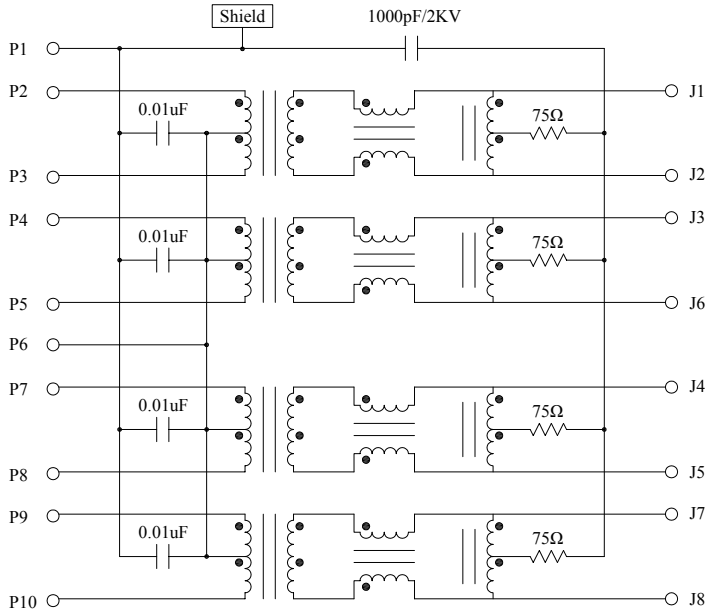 Shield
1000pF/2KV
P1
P2
J1
0.01uF
75Ω
P3
J2
P4
J3
0.01uF
75Ω
P5
J6
P6
P7
J4
0.01uF
75Ω
P8
J5
P9
J7
0.01uF
75Ω
P10
J8